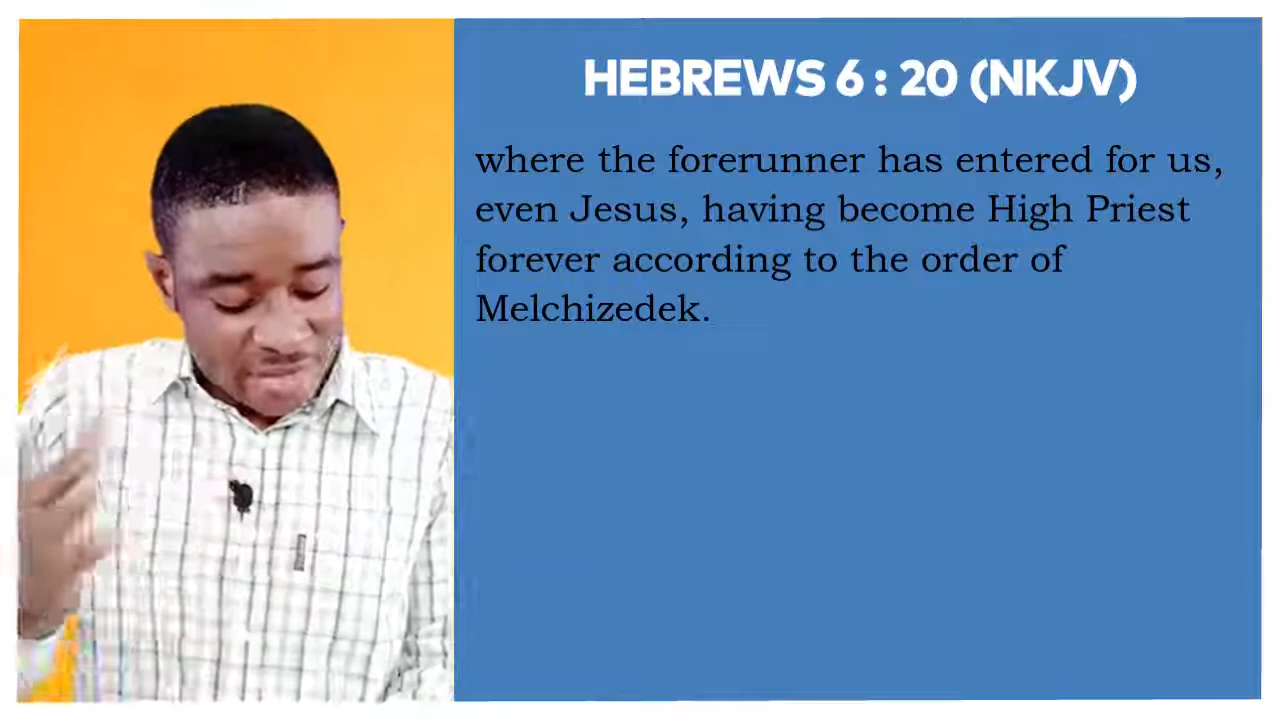 HEBREWS 6 : 20 (NKJV)
where the forerunner has entered for us,
even Jesus, having become High Priest
forever according to the order of
Melchizedek.